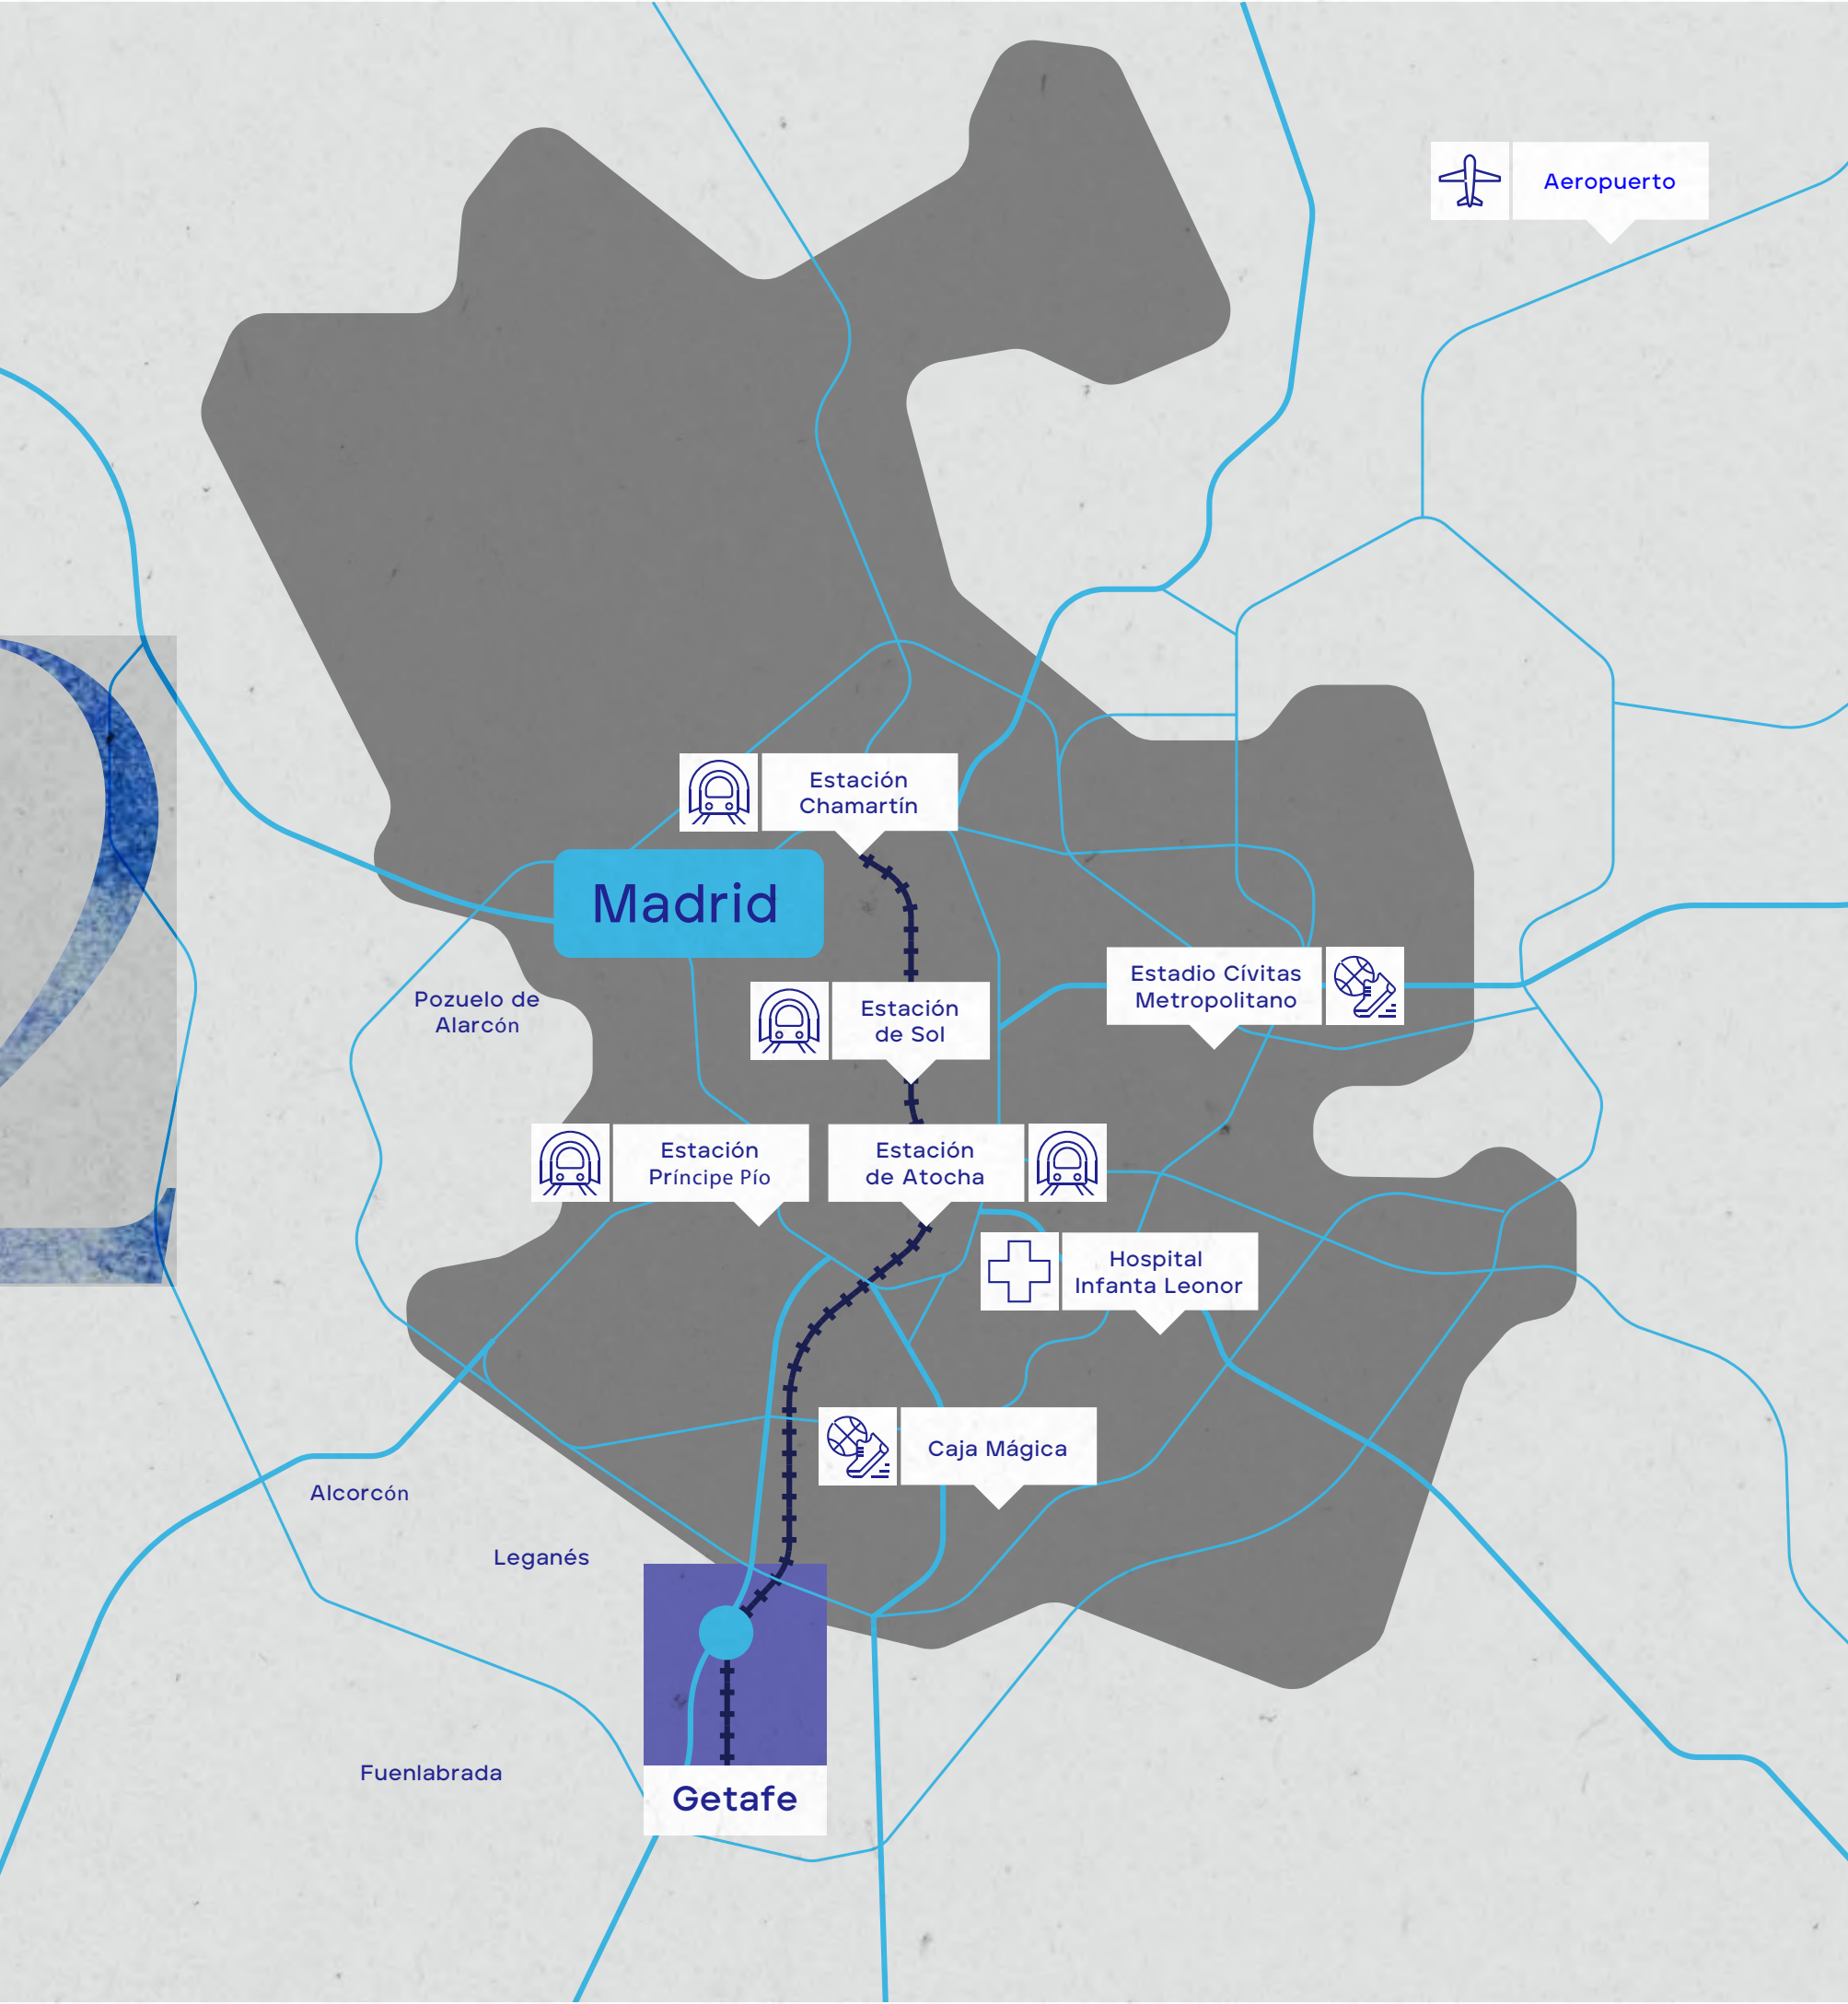 Aeropuerto
Estación
Chamartín
Madrid
Estadio Cívitas
Metropolitano
Pozuelo de
Alarcón
Estación
de Sol
Estación
Príncipe Pío
Estación
de Atocha
Hospital
Infanta Leonor
Caja Mágica
Alcorcón
Leganés
Fuenlabrada
Getafe